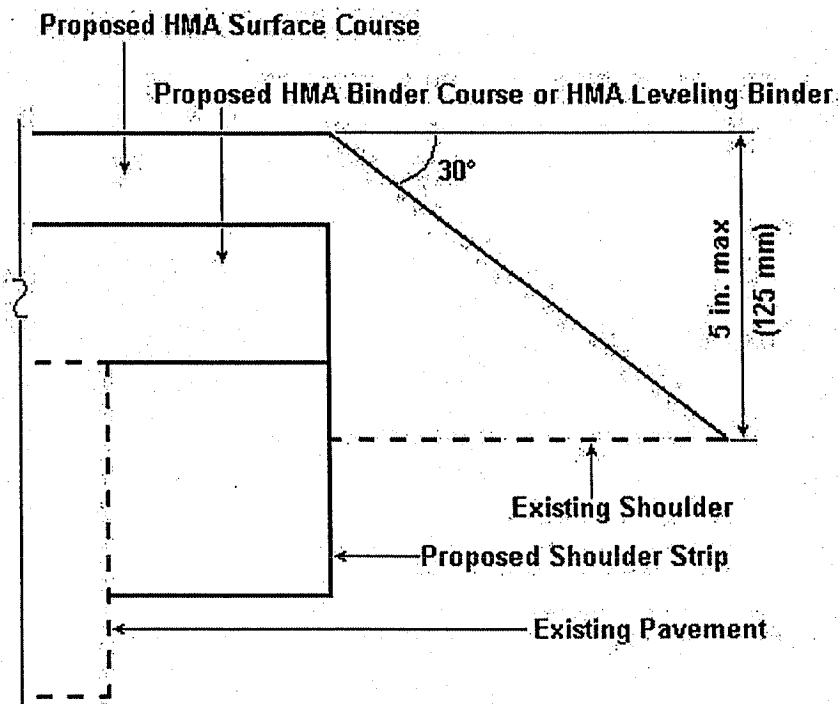 Proposed HMA Surface Course
Proposed HMA Binder Course or HMA Leveling Binder
30°
5 in. max
(125 mm)
Existing Shoulder
Proposed Shoulder Strip
Existing Pavement